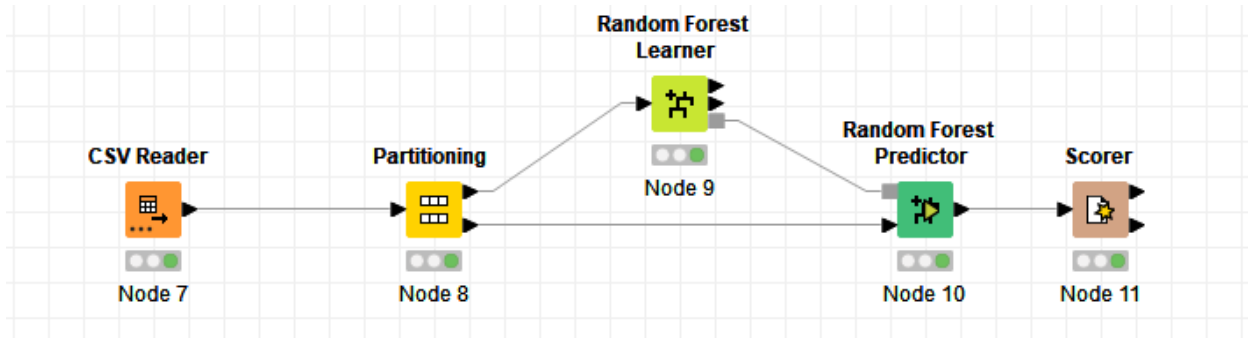 Random Forest
Learner
Node 9
CSV Reader
Node 7
Partitioning
Node 8
Random Forest
Predictor
Node 10
Scorer
Node 11